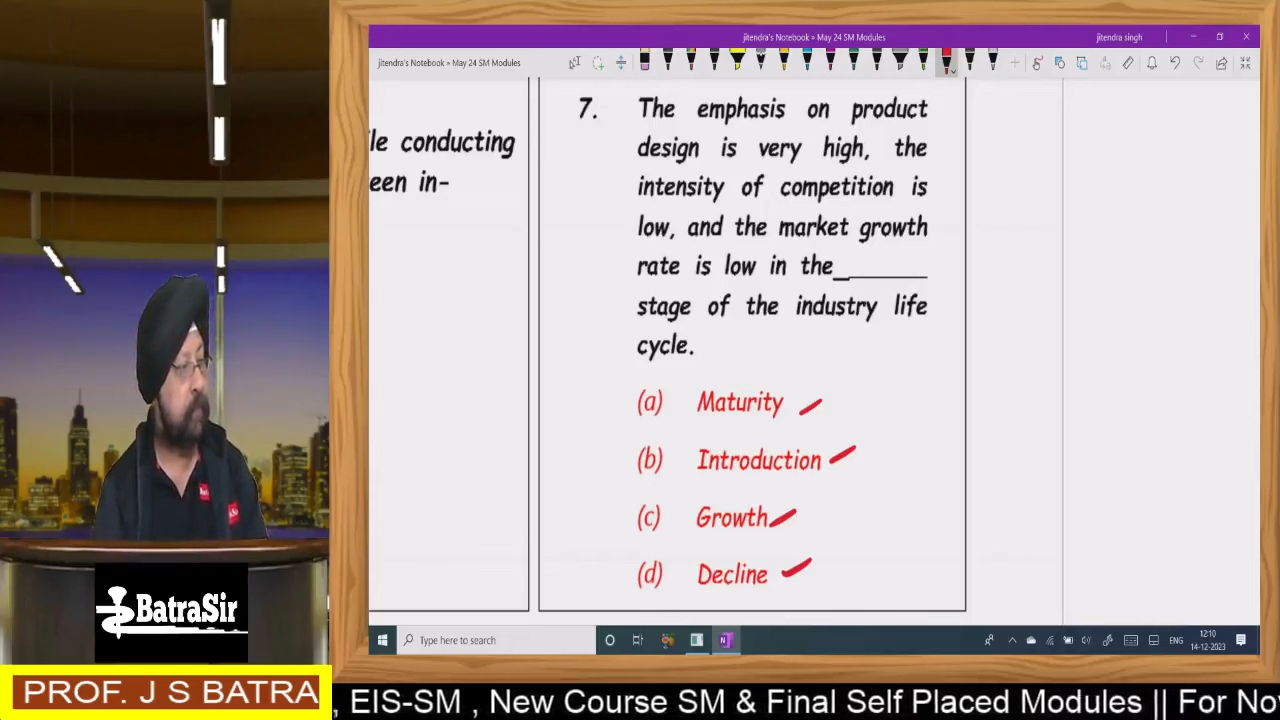 jitendra's Notebook » May 24 SM Modules
jitendra singh
jitendra's Notebook » May 24 SM Modules
le conducting
een in-
7. The emphasis on product
design is very high, the
intensity of competition is
low, and the market growth
rate is low in the_________
stage of the industry life
cycle.
(a) Maturity
(b) Introduction
(c) Growth
(d) Decline
BatraSir
Type here to search
ENG
12:10
14-12-2023
PROF. J S BATRA
, EIS-SM , New Course SM & Final Self Placed Modules || For No